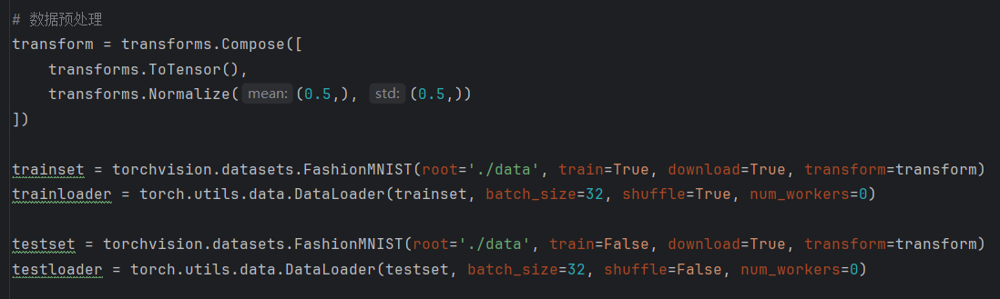 # 数据预处理
transform = transforms.Compose([
    transforms.ToTensor(),
    transforms.Normalize( mean: (0.5,), std: (0.5,))
])
trainset = torchvision.datasets.FashionMNIST(root='./data', train=True, download=True, transform=transform)
trainloader = torch.utils.data.DataLoader(trainset, batch_size=32, shuffle=True, num_workers=0)
testset = torchvision.datasets.FashionMNIST(root='./data', train=False, download=True, transform=transform)
testloader = torch.utils.data.DataLoader(testset, batch_size=32, shuffle=False, num_workers=0)